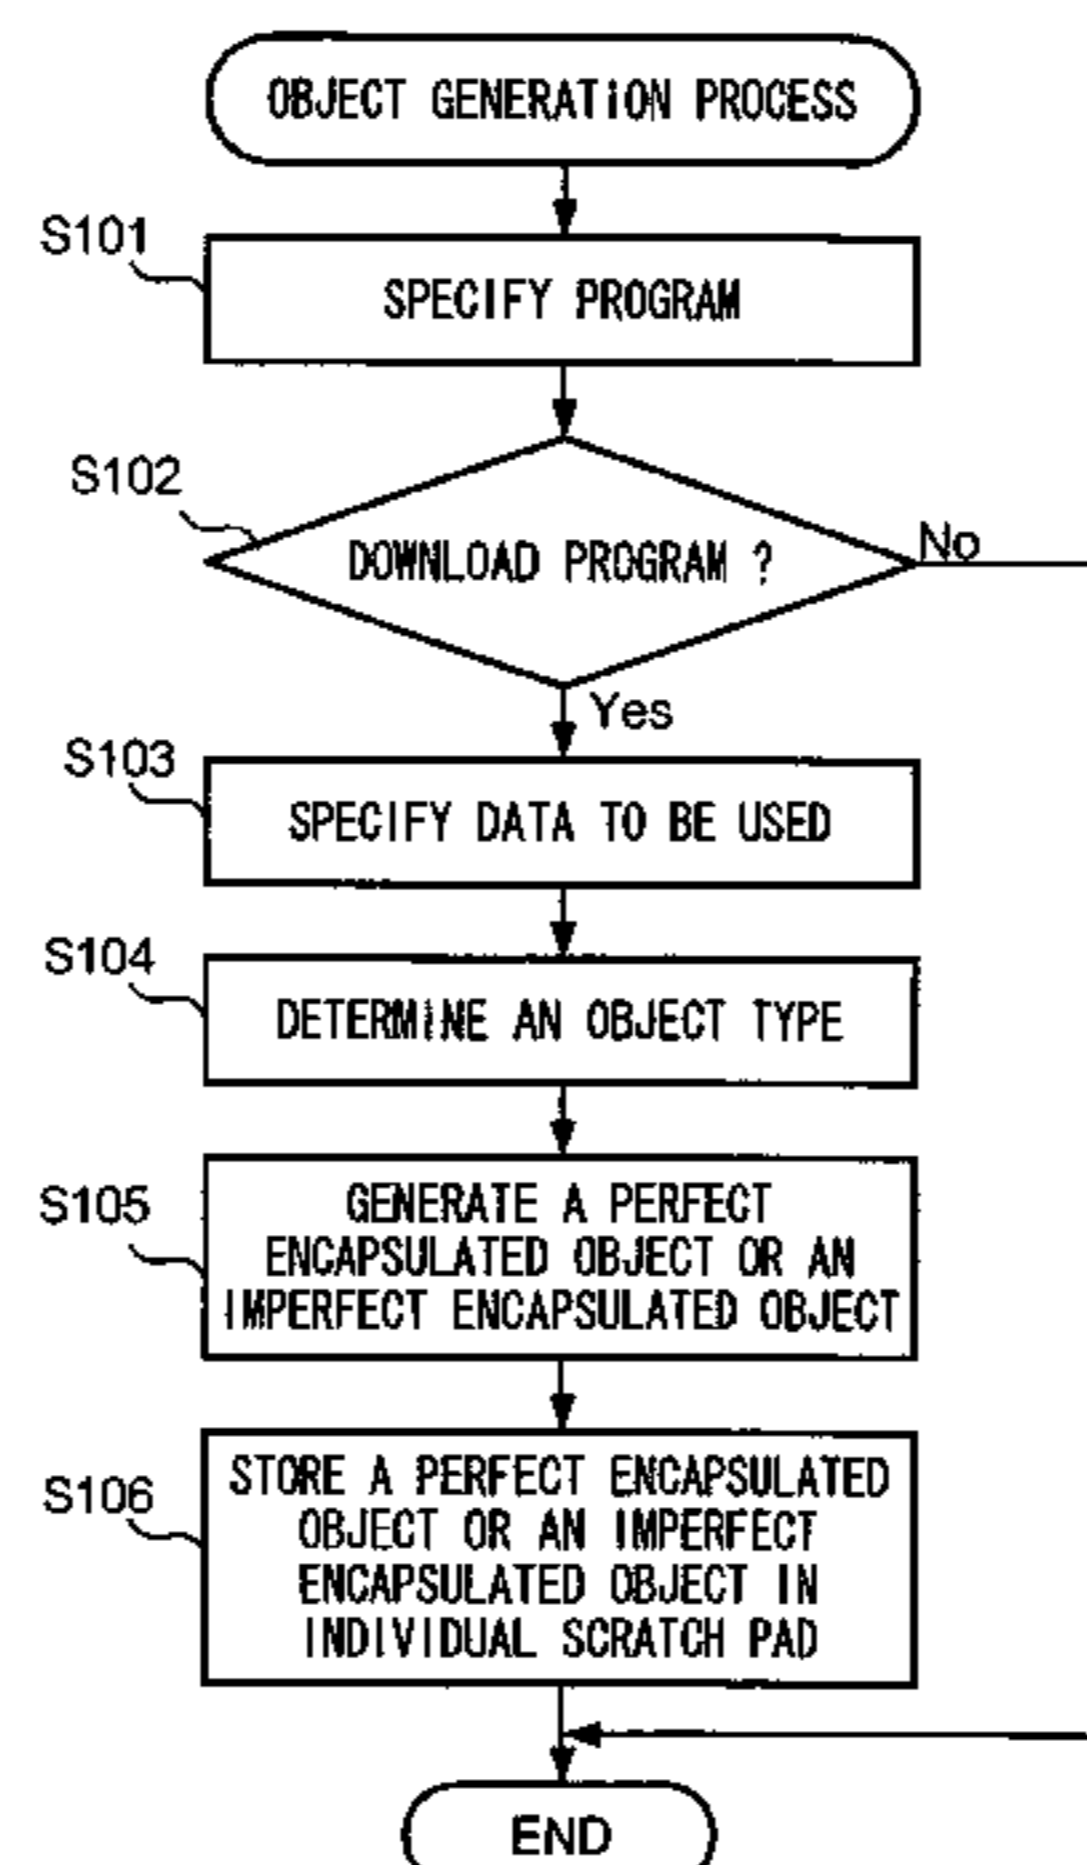 OBJECT GENERATION PROCESS
S101
SPECIFY PROGRAM
S102
DOWNLOAD PROGRAM ?
No
Yes
S103
SPECIFY DATA TO BE USED
S104
DETERMINE AN OBJECT TYPE
S105
GENERATE A PERFECT
ENCAPSULATED OBJECT OR AN
IMPERFECT ENCAPSULATED OBJECT
S106
STORE A PERFECT ENCAPSULATED
OBJECT OR AN IMPERFECT
ENCAPSULATED OBJECT IN
INDIVIDUAL SCRATCH PAD
END